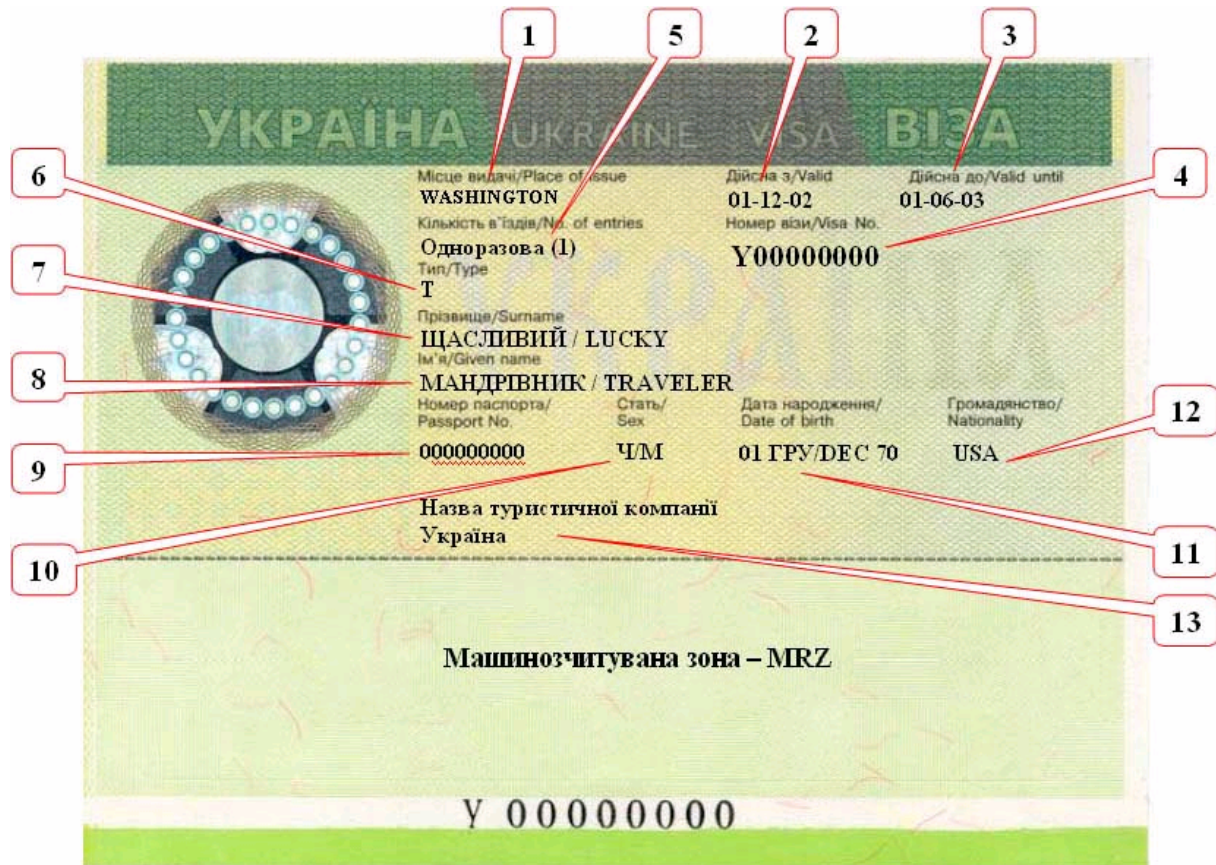 1 5 2 3
УКРАЇНА UKRAINE VISA ВІЗА
6 4
Місце видачі/Place of issue Дійсна з/Valid Дійсна до/Valid until
WASHINGTON 01-12-02 01-06-03
Кількість в'їздів/No. of entries Номер візи/Visa No.
Одноразова (1) Y00000000
7
Тип/Type
Т
Прізвище/Surname
ЩАСЛИВИЙ / LUCKY
Ім'я/Given name
8 МАНДРІВНИК / TRAVELER
Номер паспорта/ Стать/ Дата народження/ Громадянство/
Passport No. Sex Date of birth Nationality
12
9 000000000 Ч/М 01 ГРУ/DEC 70 USA
Назва туристичної компанії
Україна
10 11
13
Машинозчитувана зона – MRZ
Y 00000000